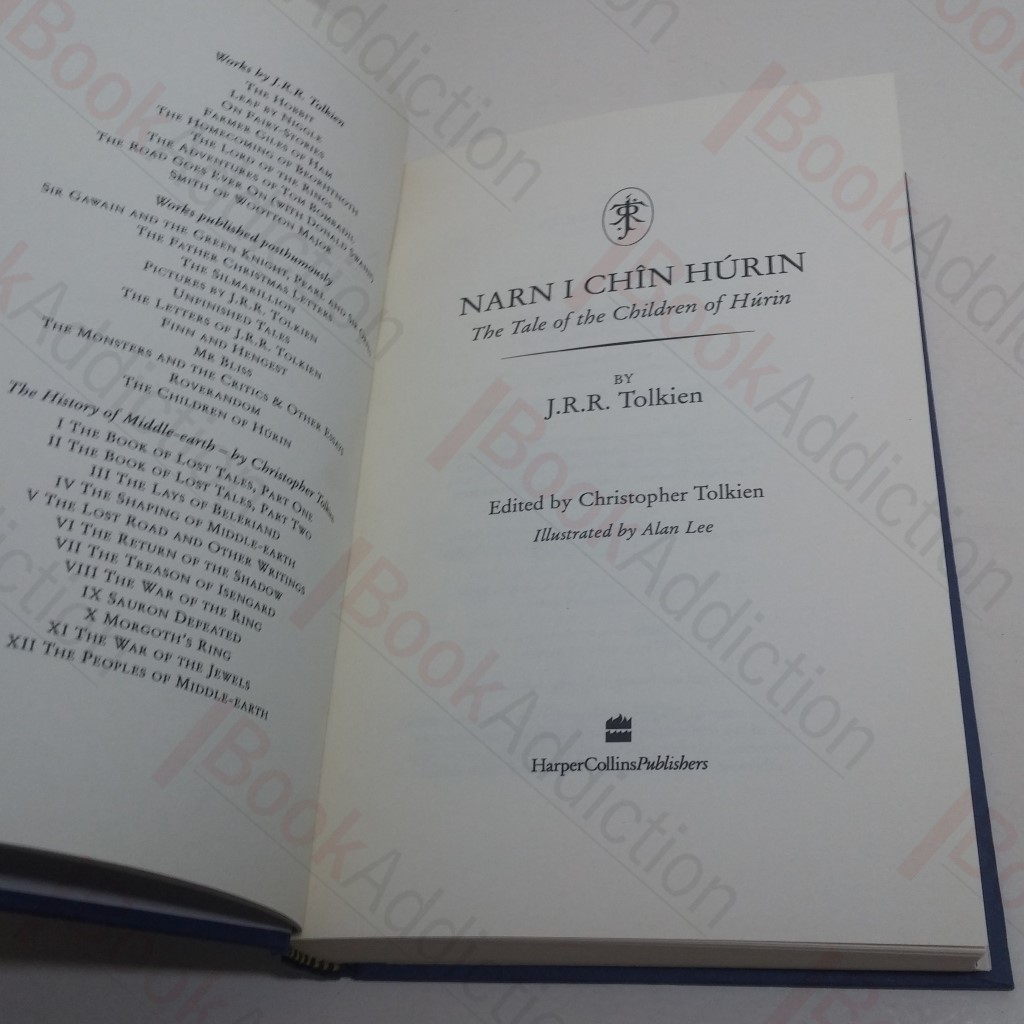 Works by J.R.R. Tolkien
THE HOBBIT
LEAF BY NIGGLE
ON FAIRY-STORIES
FARMER GILES OF HAM
THE HOMECOMING OF BEORHTNOTH
THE LORD OF THE RINGS
THE ADVENTURES OF TOM BOMBADIL
THE ROAD GOES EVER ON (WITH DONALD SWANN)
SMITH OF WOOTTON MAJOR
Works published posthumously
SIR GAWAIN AND THE GREEN KNIGHT, PEARL AND SIR ORFEO
THE FATHER CHRISTMAS LETTERS
THE SILMARILLION
PICTURES BY J.R.R. TOLKIEN
UNFINISHED TALES
THE LETTERS OF J.R.R. TOLKIEN
FINN AND HENGEST
MR BLISS
THE MONSTERS AND THE CRITICS & OTHER ESSAYS
ROVERANDOM
THE CHILDREN OF HÚRIN
The History of Middle-earth – by Christopher Tolkien
I THE BOOK OF LOST TALES, PART ONE
II THE BOOK OF LOST TALES, PART TWO
III THE LAYS OF BELERIAND
IV THE SHAPING OF MIDDLE-EARTH
V THE LOST ROAD AND OTHER WRITINGS
VI THE RETURN OF THE SHADOW
VII THE TREASON OF ISENGARD
VIII THE WAR OF THE RING
IX SAURON DEFEATED
X MORGOTH'S RING
XI THE WAR OF THE JEWELS
XII THE PEOPLES OF MIDDLE-EARTH
NARN I CHÎN HÚRIN
The Tale of the Children of Húrin
BY
J.R.R. Tolkien
Edited by Christopher Tolkien
Illustrated by Alan Lee
HarperCollinsPublishers
BookAddiction
BookAddiction
BookAddiction
BookAddiction
BookAddiction
BookAddiction